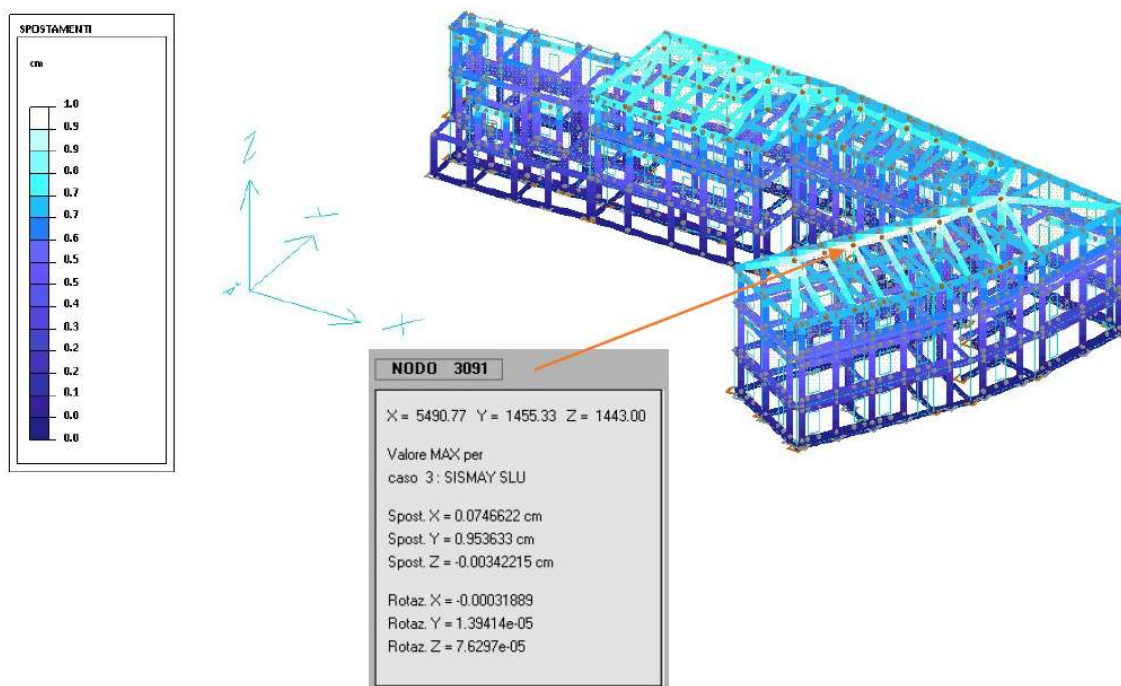 SPOSTAMENTI
cm
1.0
0.9
0.9
0.8
0.7
0.7
0.6
0.5
0.5
0.4
0.3
0.2
0.2
0.1
0.0
0.0
Z
Y
X
NODO 3091
X = 5490.77 Y = 1455.33 Z = 1443.00
Valore MAX per
caso 3 : SISMAY SLU
Spost. X = 0.0746622 cm
Spost. Y = 0.953633 cm
Spost. Z = -0.00342215 cm
Rotaz. X = -0.00031889
Rotaz. Y = 1.39414e-05
Rotaz. Z = 7.6297e-05